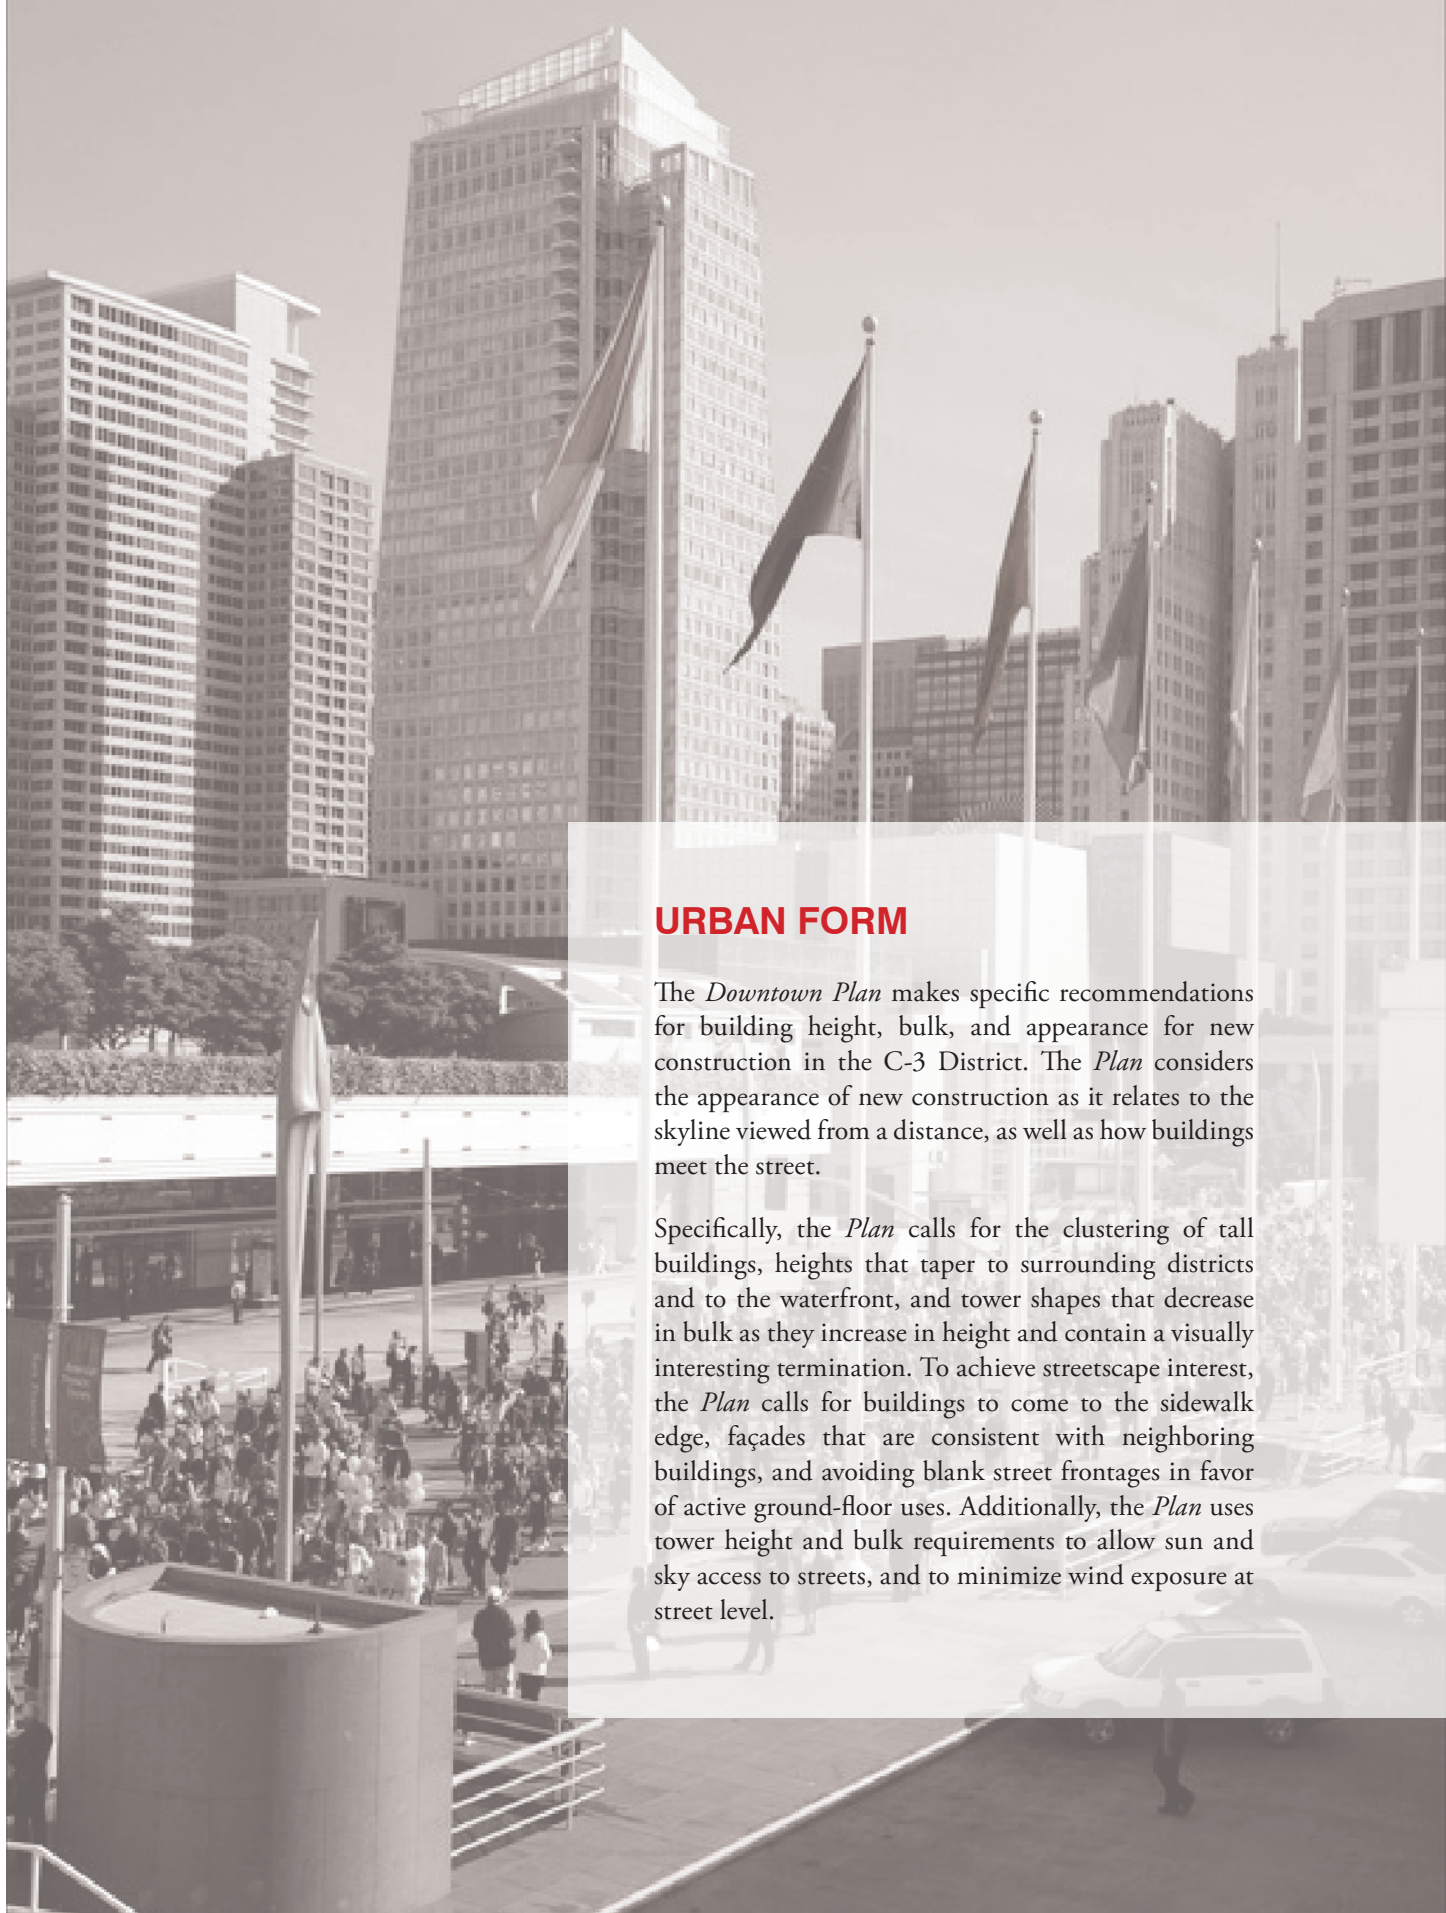 URBAN FORM
The Downtown Plan makes specific recommendations
for building height, bulk, and appearance for new
construction in the C-3 District. The Plan considers
the appearance of new construction as it relates to the
skyline viewed from a distance, as well as how buildings
meet the street.
Specifically, the Plan calls for the clustering of tall
buildings, heights that taper to surrounding districts
and to the waterfront, and tower shapes that decrease
in bulk as they increase in height and contain a visually
interesting termination. To achieve streetscape interest,
the Plan calls for buildings to come to the sidewalk
edge, façades that are consistent with neighboring
buildings, and avoiding blank street frontages in favor
of active ground-floor uses. Additionally, the Plan uses
tower height and bulk requirements to allow sun and
sky access to streets, and to minimize wind exposure at
street level.